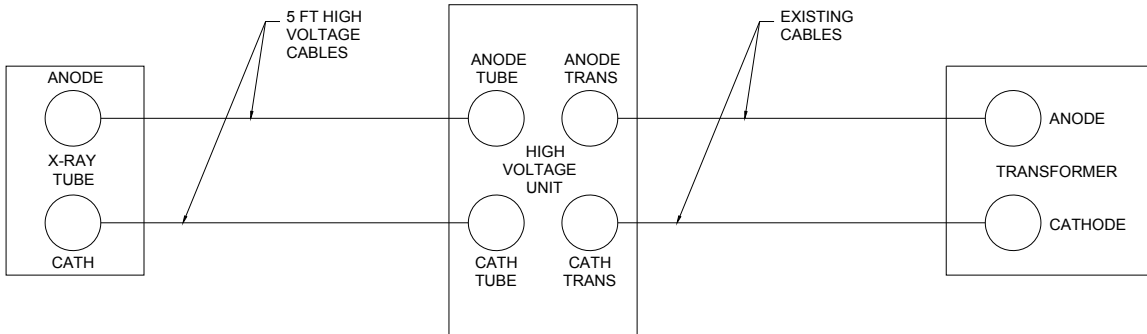 5 FT HIGH
VOLTAGE
CABLES
EXISTING
CABLES
ANODE
ANODE
TUBE
ANODE
TRANS
ANODE
X-RAY
TUBE
HIGH
VOLTAGE
UNIT
TRANSFORMER
CATH
CATH
TUBE
CATH
TRANS
CATHODE